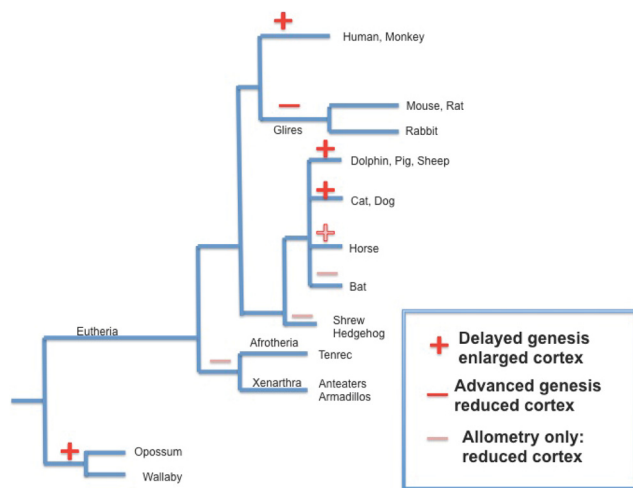 Human, Monkey
Mouse, Rat
Glires
Rabbit
Dolphin, Pig, Sheep
Cat, Dog
Horse
Bat
Shrew
Hedgehog
Eutheria
Afrotheria
Tenrec
Xenarthra
Anteaters
Armadillos
Opossum
Wallaby
Delayed genesis
enlarged cortex
Advanced genesis
reduced cortex
Allometry only:
reduced cortex